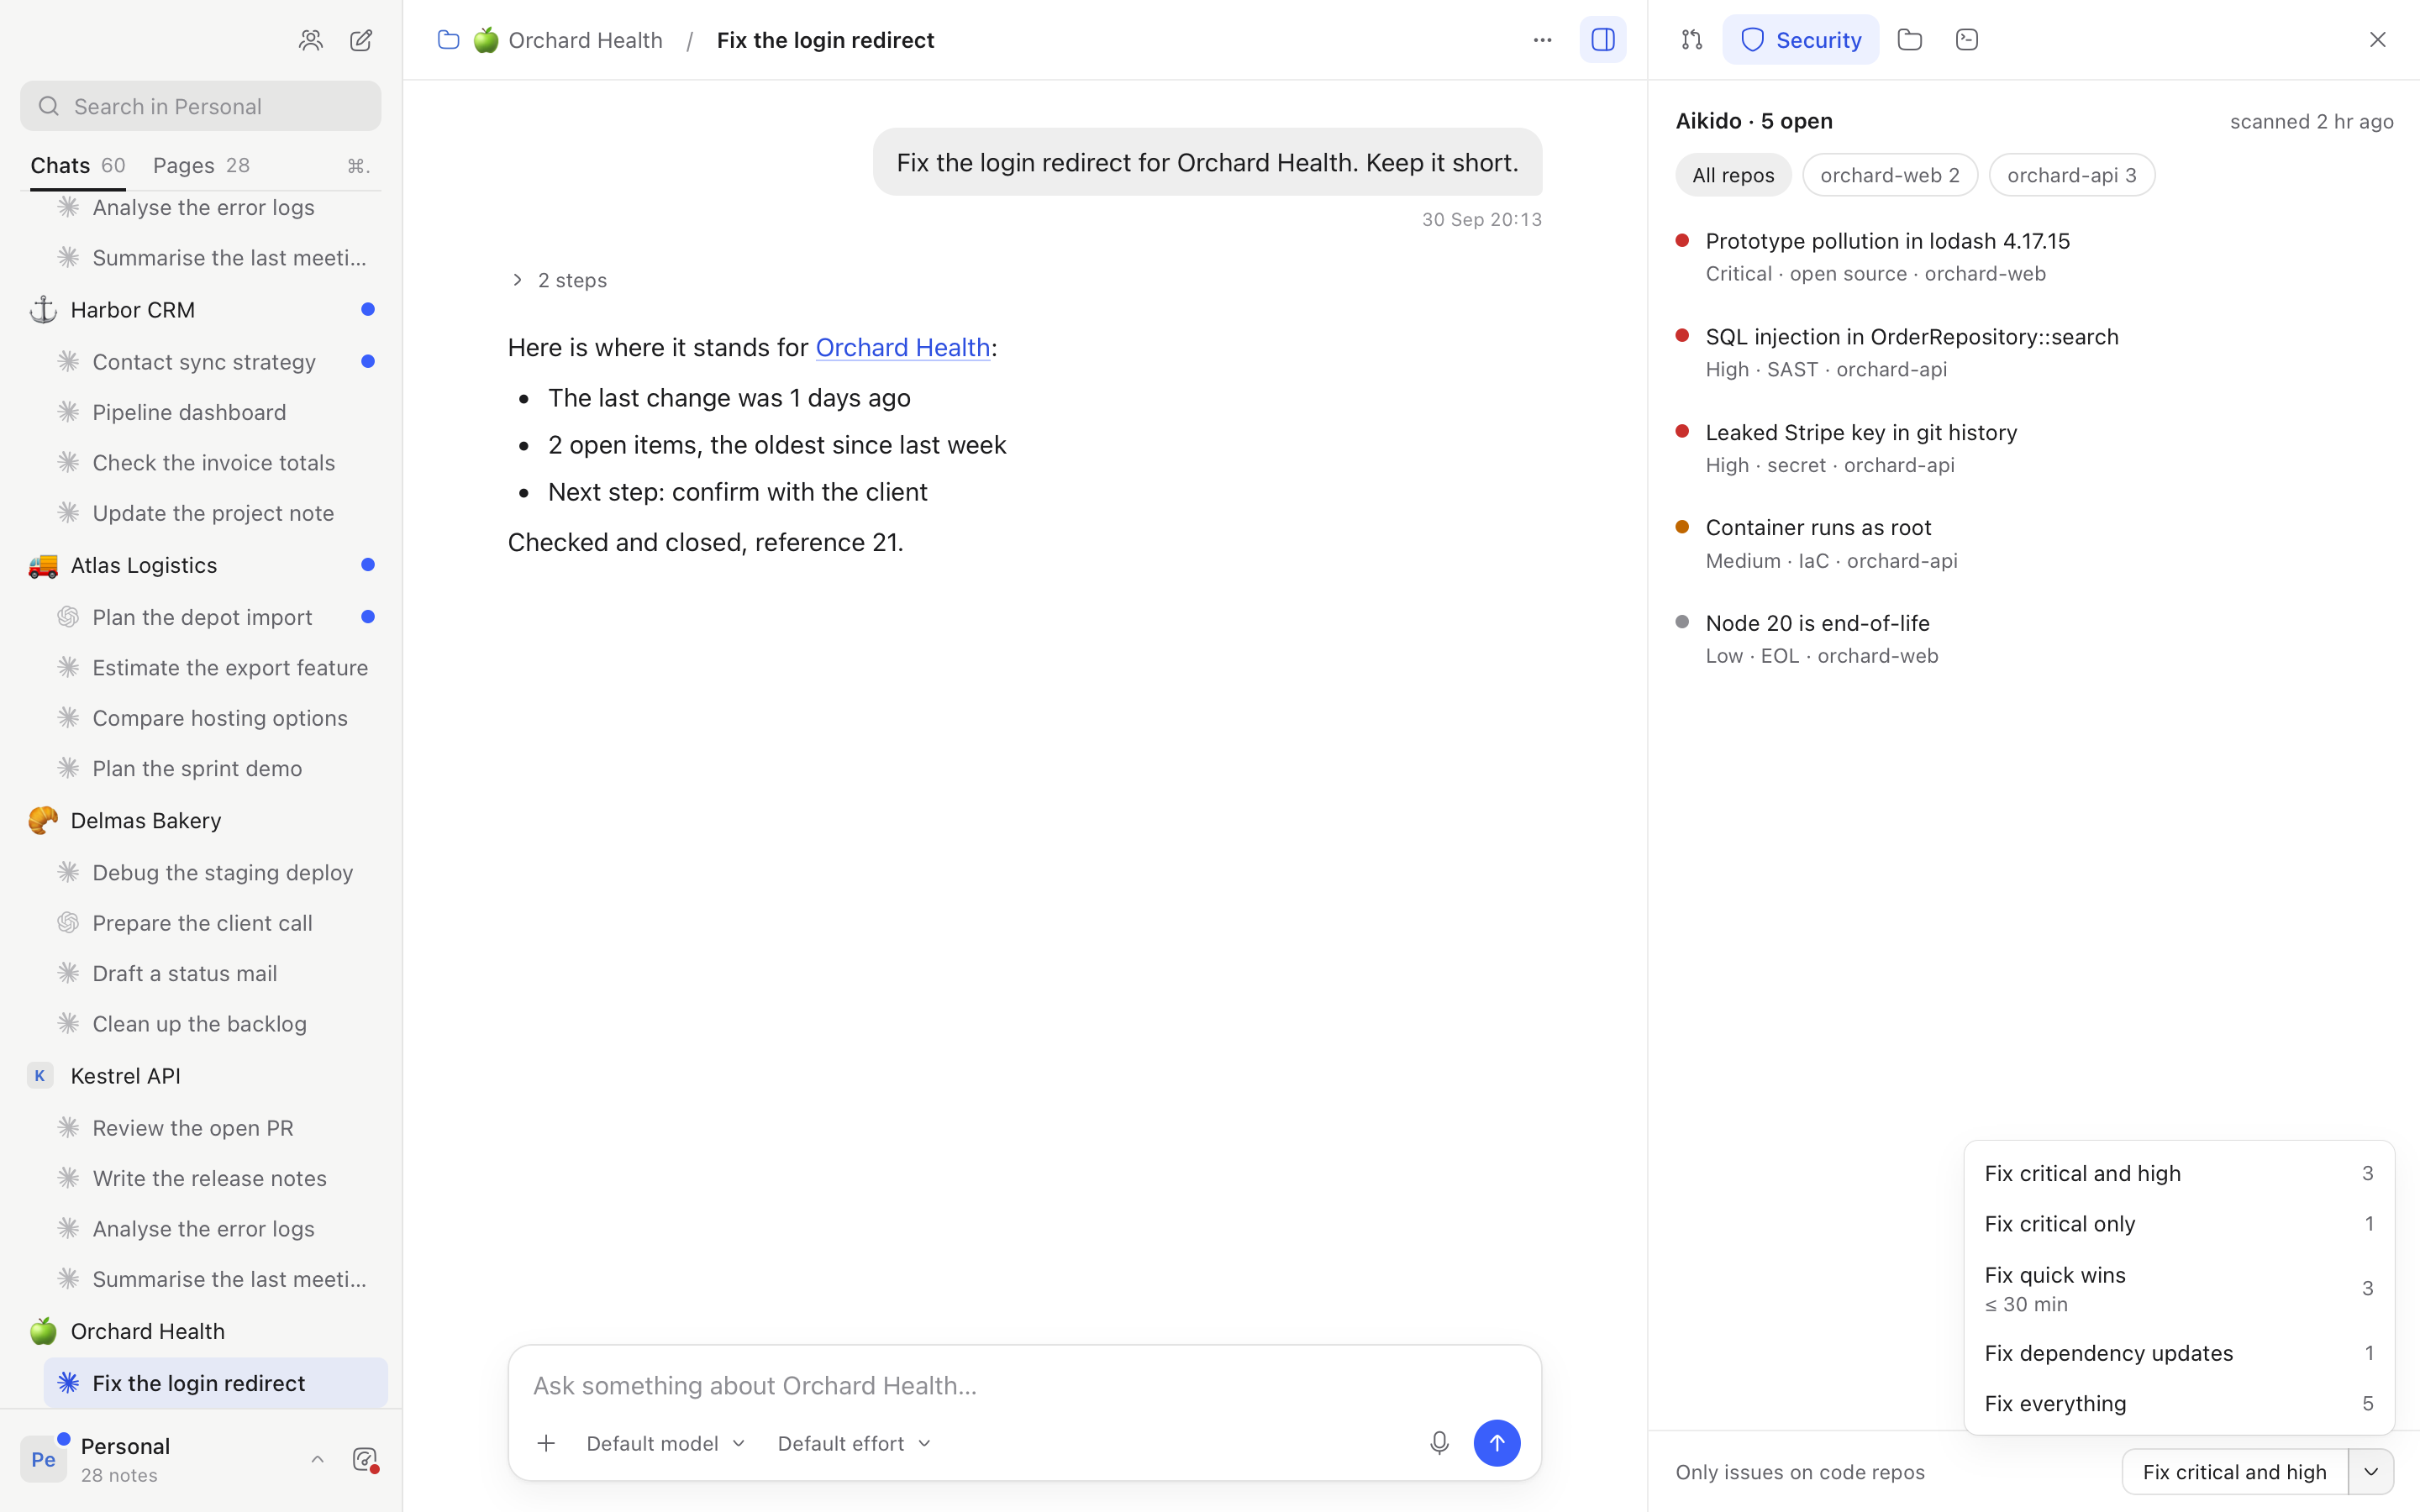 Search in Personal
Chats 60 Pages 28 ⌘.
Analyse the error logs
Summarise the last meeti...
Harbor CRM
Contact sync strategy
Pipeline dashboard
Check the invoice totals
Update the project note
Atlas Logistics
Plan the depot import
Estimate the export feature
Compare hosting options
Plan the sprint demo
Delmas Bakery
Debug the staging deploy
Prepare the client call
Draft a status mail
Clean up the backlog
K Kestrel API
Review the open PR
Write the release notes
Analyse the error logs
Summarise the last meeti...
Orchard Health
Fix the login redirect
Pe Personal
28 notes
Orchard Health / Fix the login redirect
Fix the login redirect for Orchard Health. Keep it short.
30 Sep 20:13
2 steps
Here is where it stands for Orchard Health:
• The last change was 1 days ago
• 2 open items, the oldest since last week
• Next step: confirm with the client
Checked and closed, reference 21.
Ask something about Orchard Health...
Default model Default effort
Security
Aikido · 5 open scanned 2 hr ago
All repos orchard-web 2 orchard-api 3
Prototype pollution in lodash 4.17.15
Critical · open source · orchard-web
SQL injection in OrderRepository::search
High · SAST · orchard-api
Leaked Stripe key in git history
High · secret · orchard-api
Container runs as root
Medium · IaC · orchard-api
Node 20 is end-of-life
Low · EOL · orchard-web
Fix critical and high 3
Fix critical only 1
Fix quick wins 3
≤ 30 min
Fix dependency updates 1
Fix everything 5
Only issues on code repos Fix critical and high